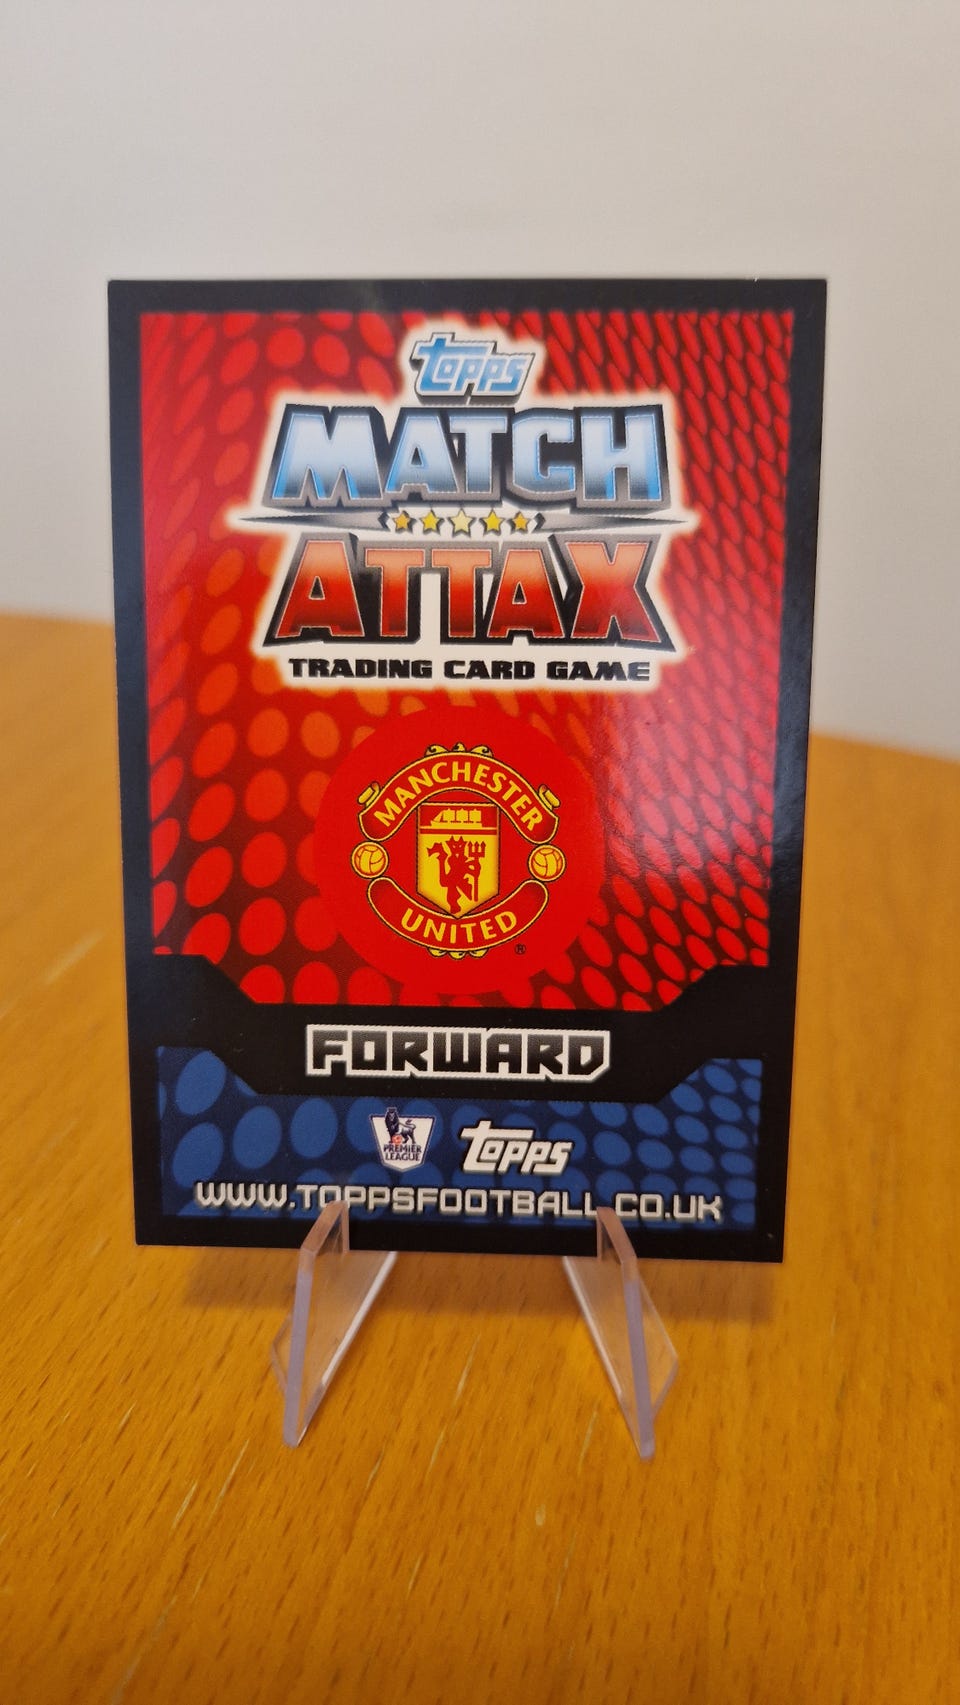 topps
MATCH
ATTAX
TRADING CARD GAME
MANCHESTER
UNITED
®
FORWARD
PREMIER
LEAGUE
topps
WWW.TOPPSFOOTBALL.CO.UK